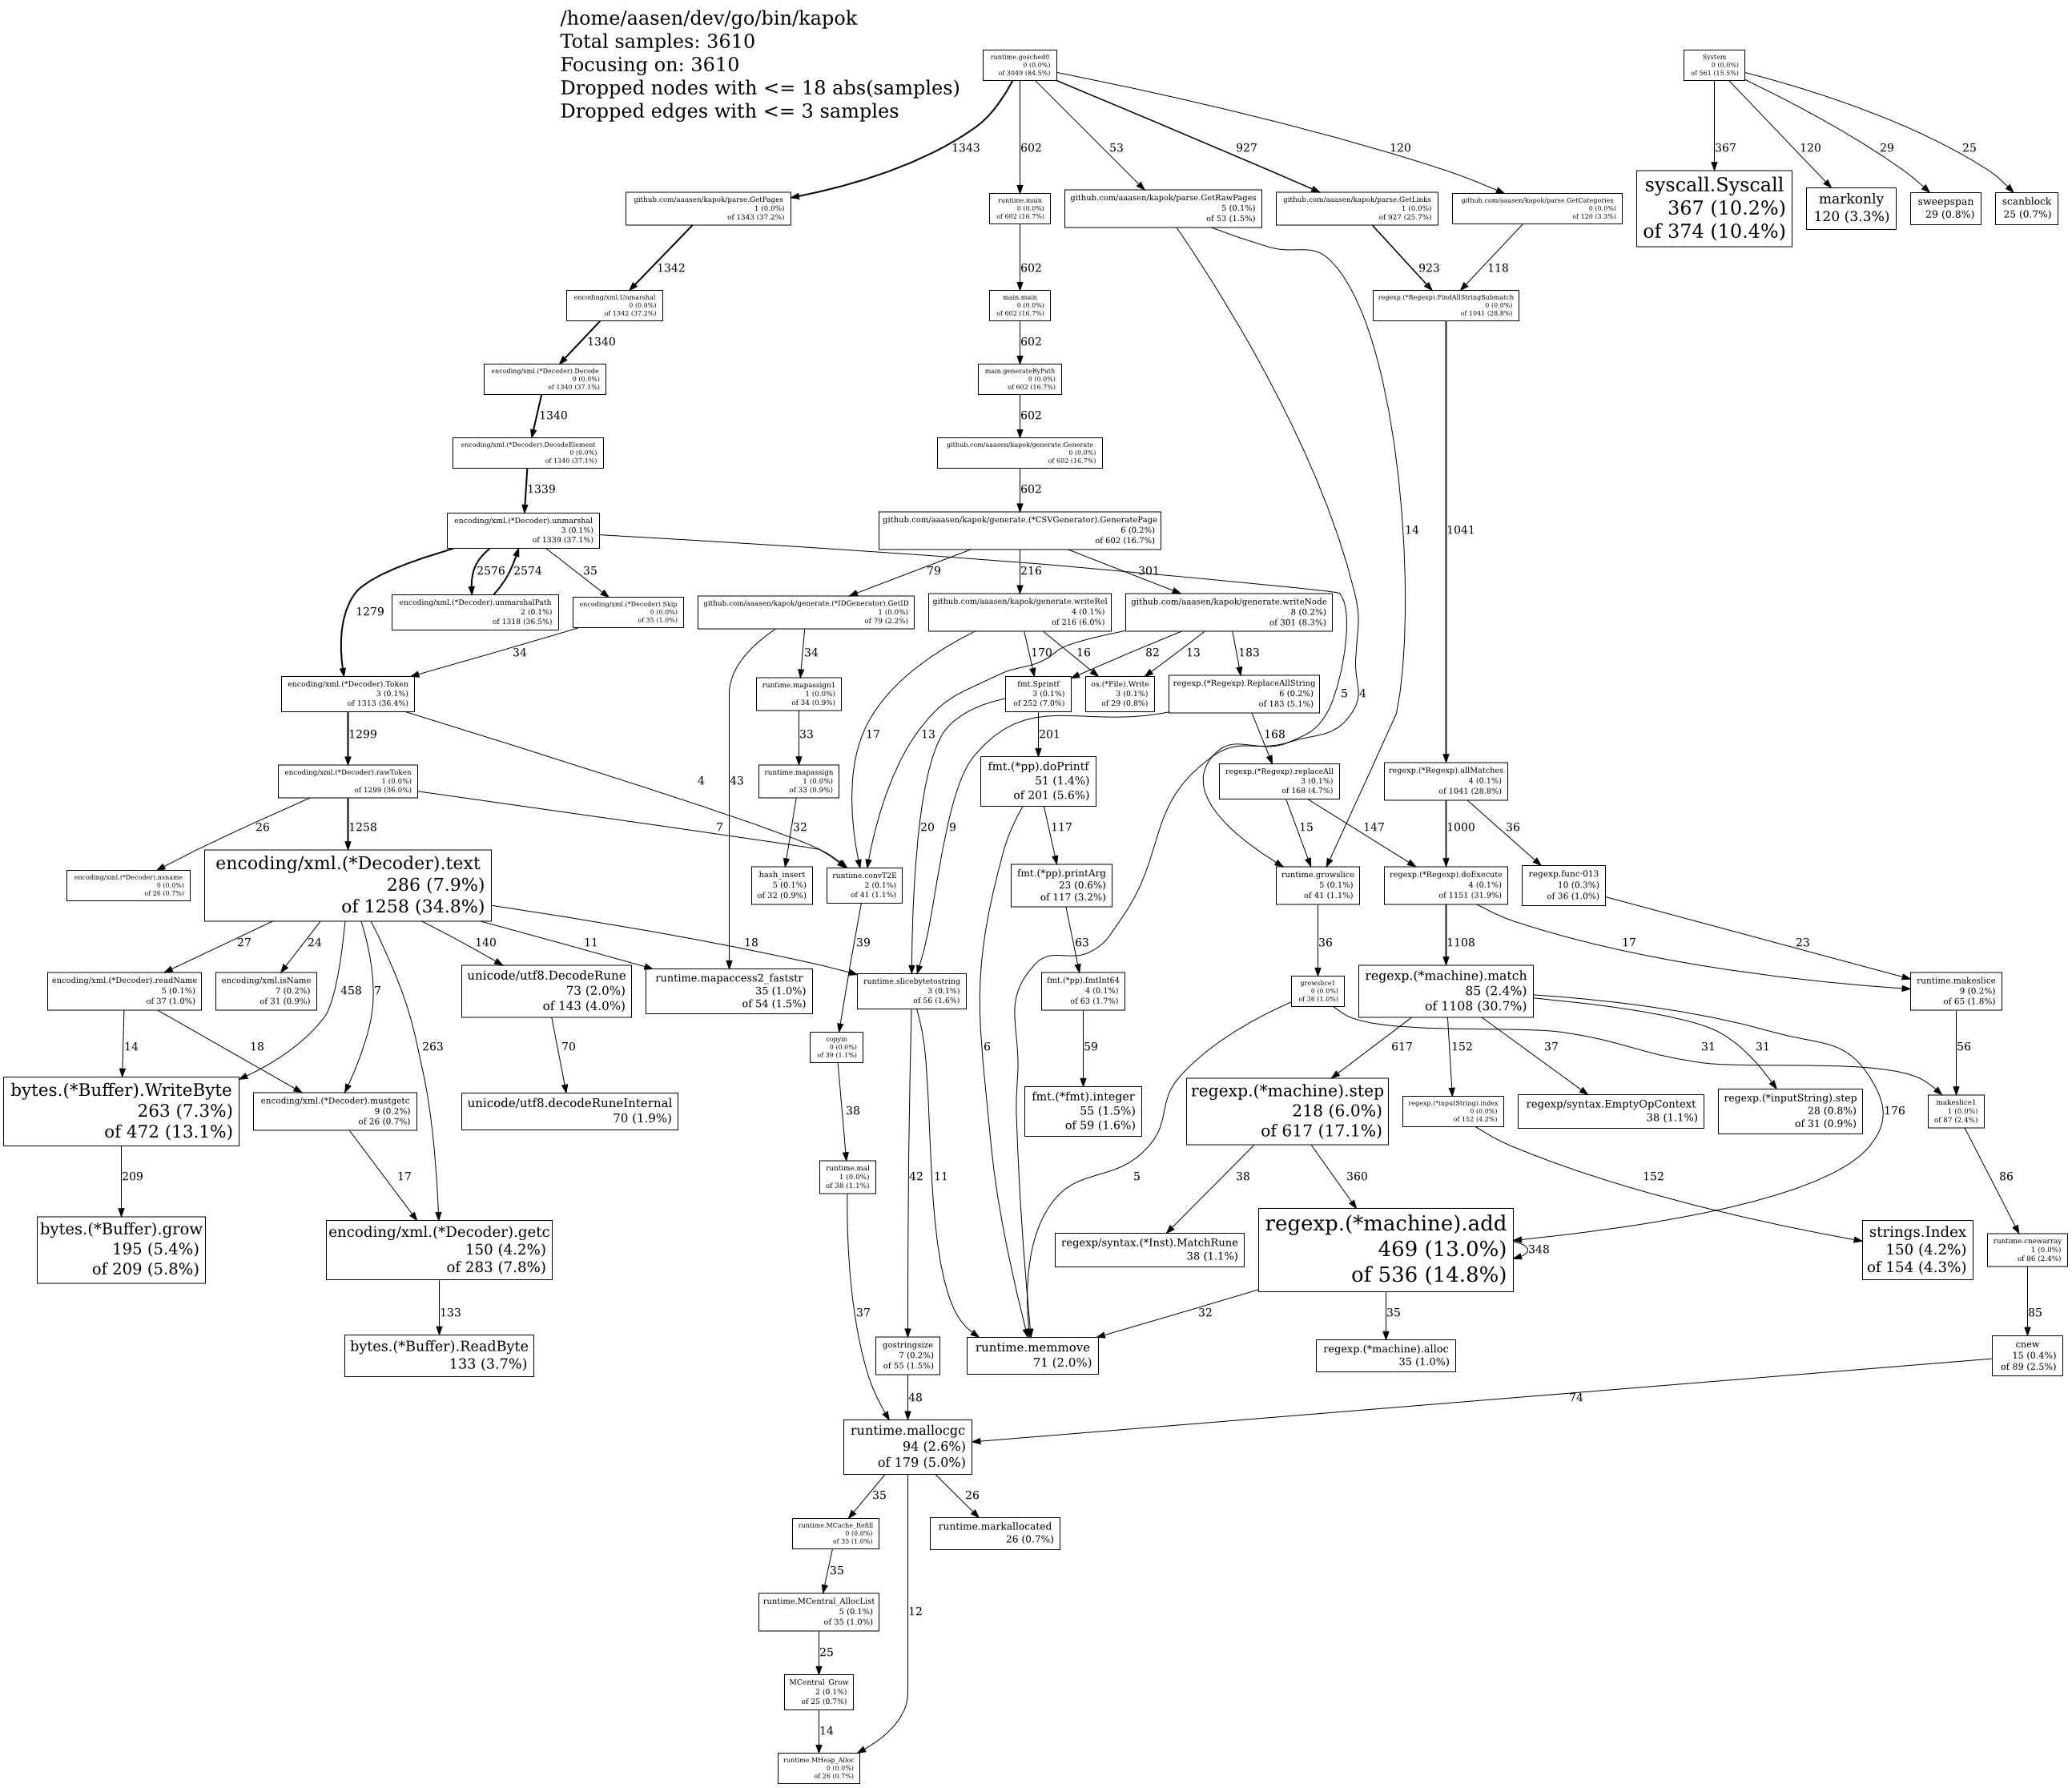 /home/aasen/dev/go/bin/kapok
Total samples: 3610
Focusing on: 3610
Dropped nodes with <= 18 abs(samples)
Dropped edges with <= 3 samples
runtime.gosched0
0 (0.0%)
of 3049 (84.5%)
System
0 (0.0%)
of 561 (15.5%)
1343
602
53
927
120
367
120
29
25
github.com/aaasen/kapok/parse.GetPages
1 (0.0%)
of 1343 (37.2%)
runtime.main
0 (0.0%)
of 602 (16.7%)
github.com/aaasen/kapok/parse.GetRawPages
5 (0.1%)
of 53 (1.5%)
github.com/aaasen/kapok/parse.GetLinks
1 (0.0%)
of 927 (25.7%)
github.com/aaasen/kapok/parse.GetCategories
0 (0.0%)
of 120 (3.3%)
syscall.Syscall
367 (10.2%)
of 374 (10.4%)
markonly
120 (3.3%)
sweepspan
29 (0.8%)
scanblock
25 (0.7%)
1342
602
923
118
encoding/xml.Unmarshal
0 (0.0%)
of 1342 (37.2%)
main.main
0 (0.0%)
of 602 (16.7%)
regexp.(*Regexp).FindAllStringSubmatch
0 (0.0%)
of 1041 (28.8%)
1340
602
encoding/xml.(*Decoder).Decode
0 (0.0%)
of 1340 (37.1%)
main.generateByPath
0 (0.0%)
of 602 (16.7%)
1340
602
encoding/xml.(*Decoder).DecodeElement
0 (0.0%)
of 1340 (37.1%)
github.com/aaasen/kapok/generate.Generate
0 (0.0%)
of 602 (16.7%)
1339
602
14
1041
encoding/xml.(*Decoder).unmarshal
3 (0.1%)
of 1339 (37.1%)
github.com/aaasen/kapok/generate.(*CSVGenerator).GeneratePage
6 (0.2%)
of 602 (16.7%)
2576
2574
35
79
216
301
1279
encoding/xml.(*Decoder).unmarshalPath
2 (0.1%)
of 1318 (36.5%)
encoding/xml.(*Decoder).Skip
0 (0.0%)
of 35 (1.0%)
github.com/aaasen/kapok/generate.(*IDGenerator).GetID
1 (0.0%)
of 79 (2.2%)
github.com/aaasen/kapok/generate.writeRel
4 (0.1%)
of 216 (6.0%)
github.com/aaasen/kapok/generate.writeNode
8 (0.2%)
of 301 (8.3%)
34
34
170
16
82
13
183
5
4
encoding/xml.(*Decoder).Token
3 (0.1%)
of 1313 (36.4%)
runtime.mapassign1
1 (0.0%)
of 34 (0.9%)
fmt.Sprintf
3 (0.1%)
of 252 (7.0%)
os.(*File).Write
3 (0.1%)
of 29 (0.8%)
regexp.(*Regexp).ReplaceAllString
6 (0.2%)
of 183 (5.1%)
1299
33
17
13
201
168
encoding/xml.(*Decoder).rawToken
1 (0.0%)
of 1299 (36.0%)
4
43
runtime.mapassign
1 (0.0%)
of 33 (0.9%)
fmt.(*pp).doPrintf
51 (1.4%)
of 201 (5.6%)
regexp.(*Regexp).replaceAll
3 (0.1%)
of 168 (4.7%)
regexp.(*Regexp).allMatches
4 (0.1%)
of 1041 (28.8%)
26
1258
7
32
20
9
117
15
147
1000
36
encoding/xml.(*Decoder).nsname
0 (0.0%)
of 26 (0.7%)
encoding/xml.(*Decoder).text
286 (7.9%)
of 1258 (34.8%)
hash_insert
5 (0.1%)
of 32 (0.9%)
runtime.convT2E
2 (0.1%)
of 41 (1.1%)
fmt.(*pp).printArg
23 (0.6%)
of 117 (3.2%)
runtime.growslice
5 (0.1%)
of 41 (1.1%)
regexp.(*Regexp).doExecute
4 (0.1%)
of 1151 (31.9%)
regexp.func·013
10 (0.3%)
of 36 (1.0%)
27
24
140
11
18
39
63
36
1108
17
23
encoding/xml.(*Decoder).readName
5 (0.1%)
of 37 (1.0%)
encoding/xml.isName
7 (0.2%)
of 31 (0.9%)
458
7
unicode/utf8.DecodeRune
73 (2.0%)
of 143 (4.0%)
runtime.mapaccess2_faststr
35 (1.0%)
of 54 (1.5%)
runtime.slicebytetostring
3 (0.1%)
of 56 (1.6%)
fmt.(*pp).fmtInt64
4 (0.1%)
of 63 (1.7%)
growslice1
0 (0.0%)
of 36 (1.0%)
regexp.(*machine).match
85 (2.4%)
of 1108 (30.7%)
runtime.makeslice
9 (0.2%)
of 65 (1.8%)
14
18
263
70
copyin
0 (0.0%)
of 39 (1.1%)
6
59
617
152
37
31
31
56
bytes.(*Buffer).WriteByte
263 (7.3%)
of 472 (13.1%)
encoding/xml.(*Decoder).mustgetc
9 (0.2%)
of 26 (0.7%)
unicode/utf8.decodeRuneInternal
70 (1.9%)
38
fmt.(*fmt).integer
55 (1.5%)
of 59 (1.6%)
regexp.(*machine).step
218 (6.0%)
of 617 (17.1%)
regexp.(*inputString).index
0 (0.0%)
of 152 (4.2%)
regexp/syntax.EmptyOpContext
38 (1.1%)
regexp.(*inputString).step
28 (0.8%)
of 31 (0.9%)
176
makeslice1
1 (0.0%)
of 87 (2.4%)
209
17
runtime.mal
1 (0.0%)
of 38 (1.1%)
42
11
5
38
360
152
86
bytes.(*Buffer).grow
195 (5.4%)
of 209 (5.8%)
encoding/xml.(*Decoder).getc
150 (4.2%)
of 283 (7.8%)
regexp/syntax.(*Inst).MatchRune
38 (1.1%)
regexp.(*machine).add
469 (13.0%)
of 536 (14.8%)
348
strings.Index
150 (4.2%)
of 154 (4.3%)
runtime.cnewarray
1 (0.0%)
of 86 (2.4%)
133
37
32
35
85
bytes.(*Buffer).ReadByte
133 (3.7%)
gostringsize
7 (0.2%)
of 55 (1.5%)
runtime.memmove
71 (2.0%)
regexp.(*machine).alloc
35 (1.0%)
cnew
15 (0.4%)
of 89 (2.5%)
48
74
runtime.mallocgc
94 (2.6%)
of 179 (5.0%)
35
26
runtime.MCache_Refill
0 (0.0%)
of 35 (1.0%)
runtime.markallocated
26 (0.7%)
35
12
runtime.MCentral_AllocList
5 (0.1%)
of 35 (1.0%)
25
MCentral_Grow
2 (0.1%)
of 25 (0.7%)
14
runtime.MHeap_Alloc
0 (0.0%)
of 26 (0.7%)